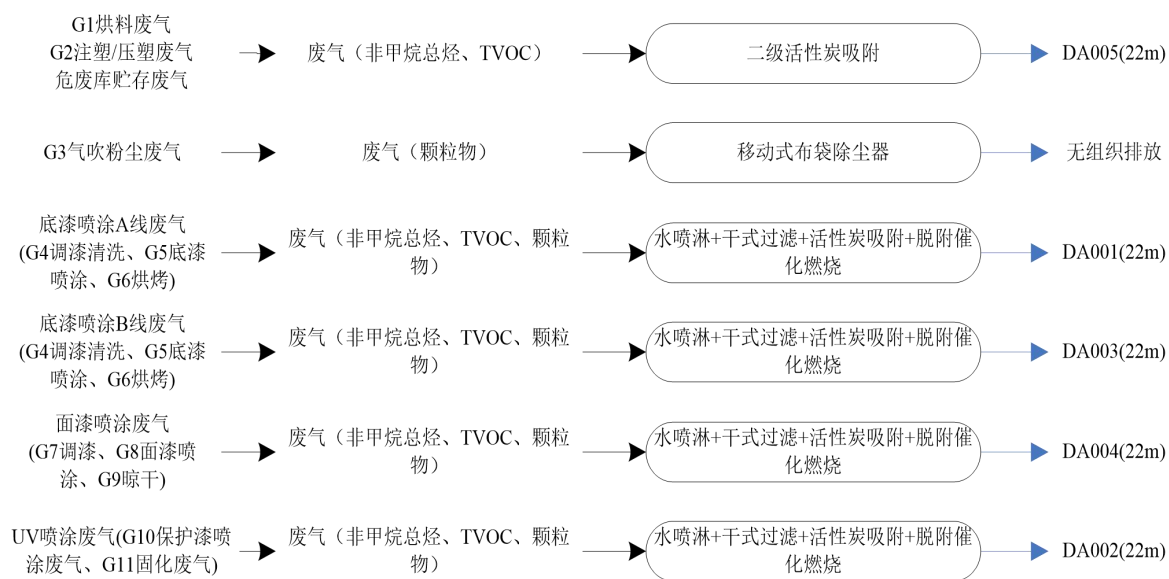 G1烘料废气
G2注塑/压塑废气
危废库贮存废气
废气（非甲烷总烃、TVOC）
二级活性炭吸附
DA005(22m)
G3气吹粉尘废气
废气（颗粒物）
移动式布袋除尘器
无组织排放
底漆喷涂A线废气
(G4调漆清洗、G5底漆
喷涂、G6烘烤)
废气（非甲烷总烃、TVOC、颗粒
物）
水喷淋+干式过滤+活性炭吸附+脱附催
化燃烧
DA001(22m)
底漆喷涂B线废气
(G4调漆清洗、G5底漆
喷涂、G6烘烤)
废气（非甲烷总烃、TVOC、颗粒
物）
水喷淋+干式过滤+活性炭吸附+脱附催
化燃烧
DA003(22m)
面漆喷涂废气
(G7调漆、G8面漆喷
涂、G9晾干)
废气（非甲烷总烃、TVOC、颗粒
物）
水喷淋+干式过滤+活性炭吸附+脱附催
化燃烧
DA004(22m)
UV喷涂废气(G10保护漆喷
涂废气、G11固化废气)
废气（非甲烷总烃、TVOC、颗粒
物）
水喷淋+干式过滤+活性炭吸附+脱附催
化燃烧
DA002(22m)